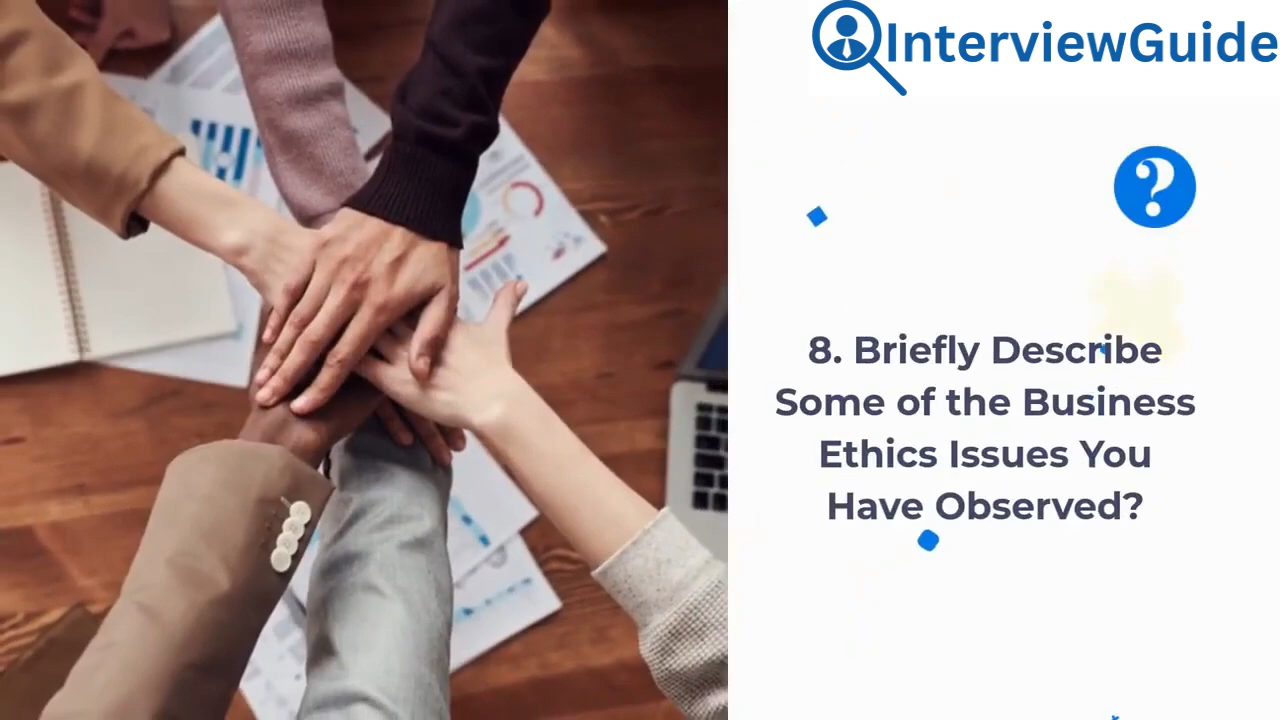 InterviewGuide
?
8. Briefly Describe
Some of the Business
Ethics Issues You
Have Observed?